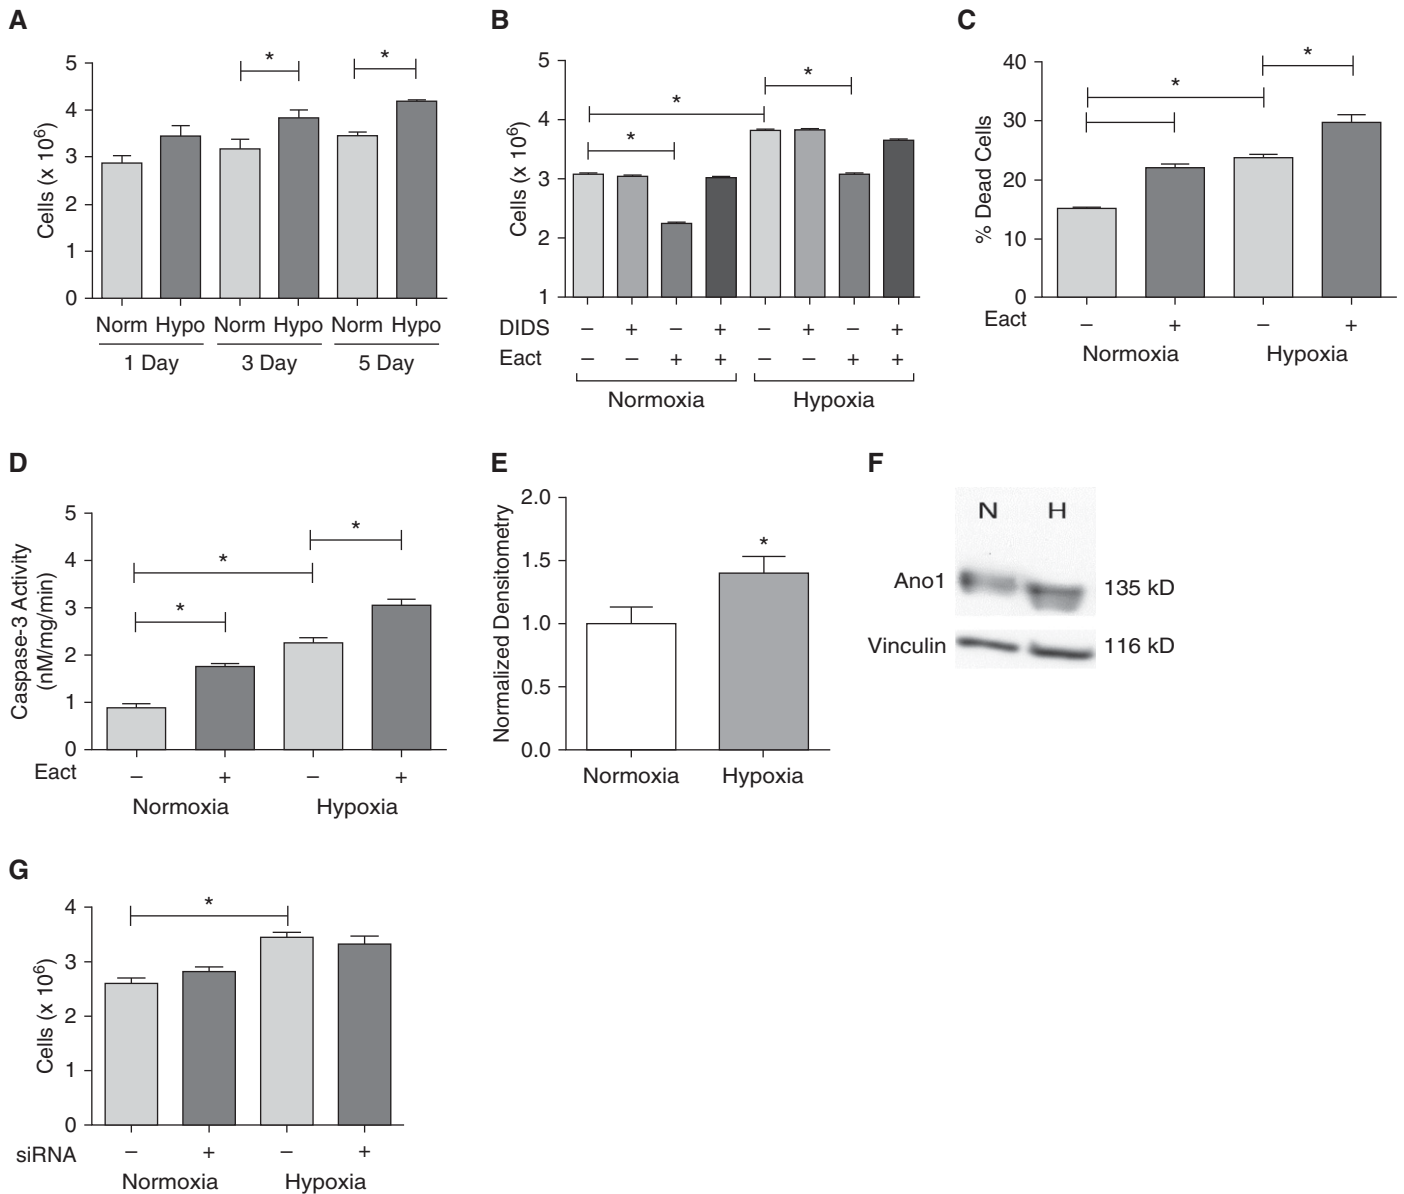 A
5
4
3
2
1
0
Cells (x 10⁶)
*
*
Norm Hypo Norm Hypo Norm Hypo
1 Day 3 Day 5 Day
B
5
4
3
2
1
Cells (x 10⁶)
*
*
*
DIDS – + – + – + – +
Eact – – + + – – + +
Normoxia Hypoxia
C
40
30
20
10
0
% Dead Cells
*
*
Eact – + – +
Normoxia Hypoxia
D
5
4
3
2
1
0
Caspase-3 Activity
(nM/mg/min)
*
*
*
Eact – + – +
Normoxia Hypoxia
E
2.0
1.5
1.0
0.5
0.0
Normalized Densitometry
*
Normoxia Hypoxia
F
N H
Ano1 135 kD
Vinculin 116 kD
G
4
3
2
1
0
Cells (x 10⁶)
*
siRNA – + – +
Normoxia Hypoxia